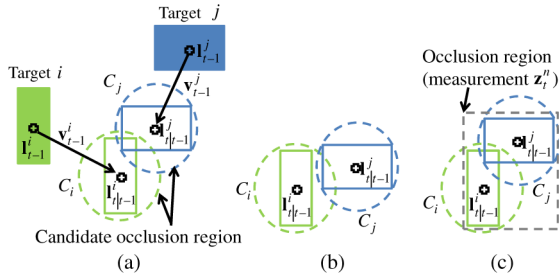 Target j
l^j_{t-1}
Target i
l^i_{t-1}
v^j_{t-1}
v^i_{t-1}
C_j
l^j_{t|t-1}
C_i
l^i_{t|t-1}
Candidate occlusion region
(a)
C_i
l^i_{t|t-1}
l^j_{t|t-1}
C_j
(b)
Occlusion region
(measurement z^n_t)
l^j_{t|t-1}
C_i
l^i_{t|t-1}
C_j
(c)